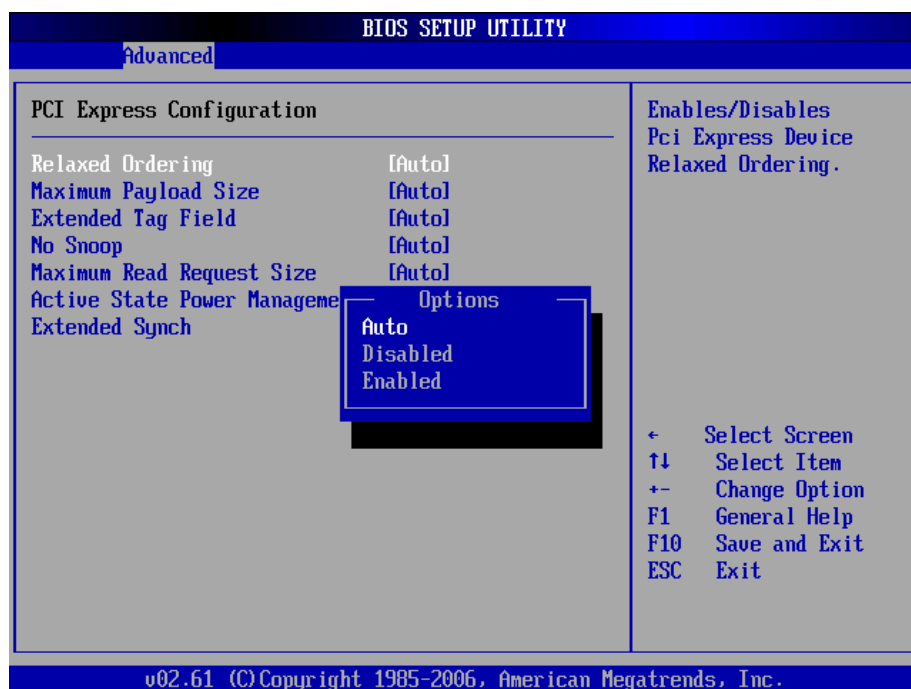 BIOS SETUP UTILITY
Advanced
PCI Express Configuration
Relaxed Ordering [Auto]
Maximum Payload Size [Auto]
Extended Tag Field [Auto]
No Snoop [Auto]
Maximum Read Request Size [Auto]
Active State Power Manageme
Extended Synch
Options
Auto
Disabled
Enabled
Enables/Disables
Pci Express Device
Relaxed Ordering.
← Select Screen
↑↓ Select Item
+- Change Option
F1 General Help
F10 Save and Exit
ESC Exit
v02.61 (C)Copyright 1985-2006, American Megatrends, Inc.